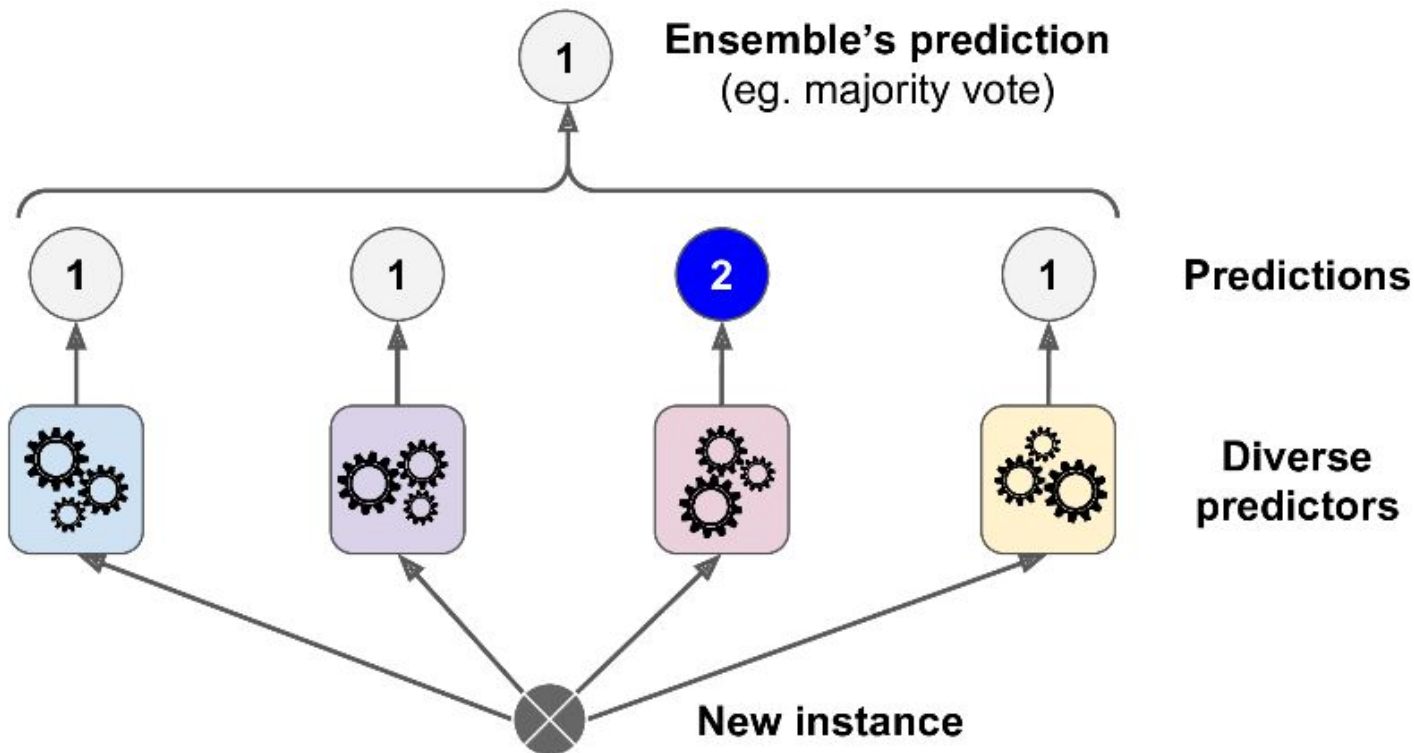 1
Ensemble's prediction
(eg. majority vote)
1 1 2 1
Predictions
Diverse
predictors
New instance